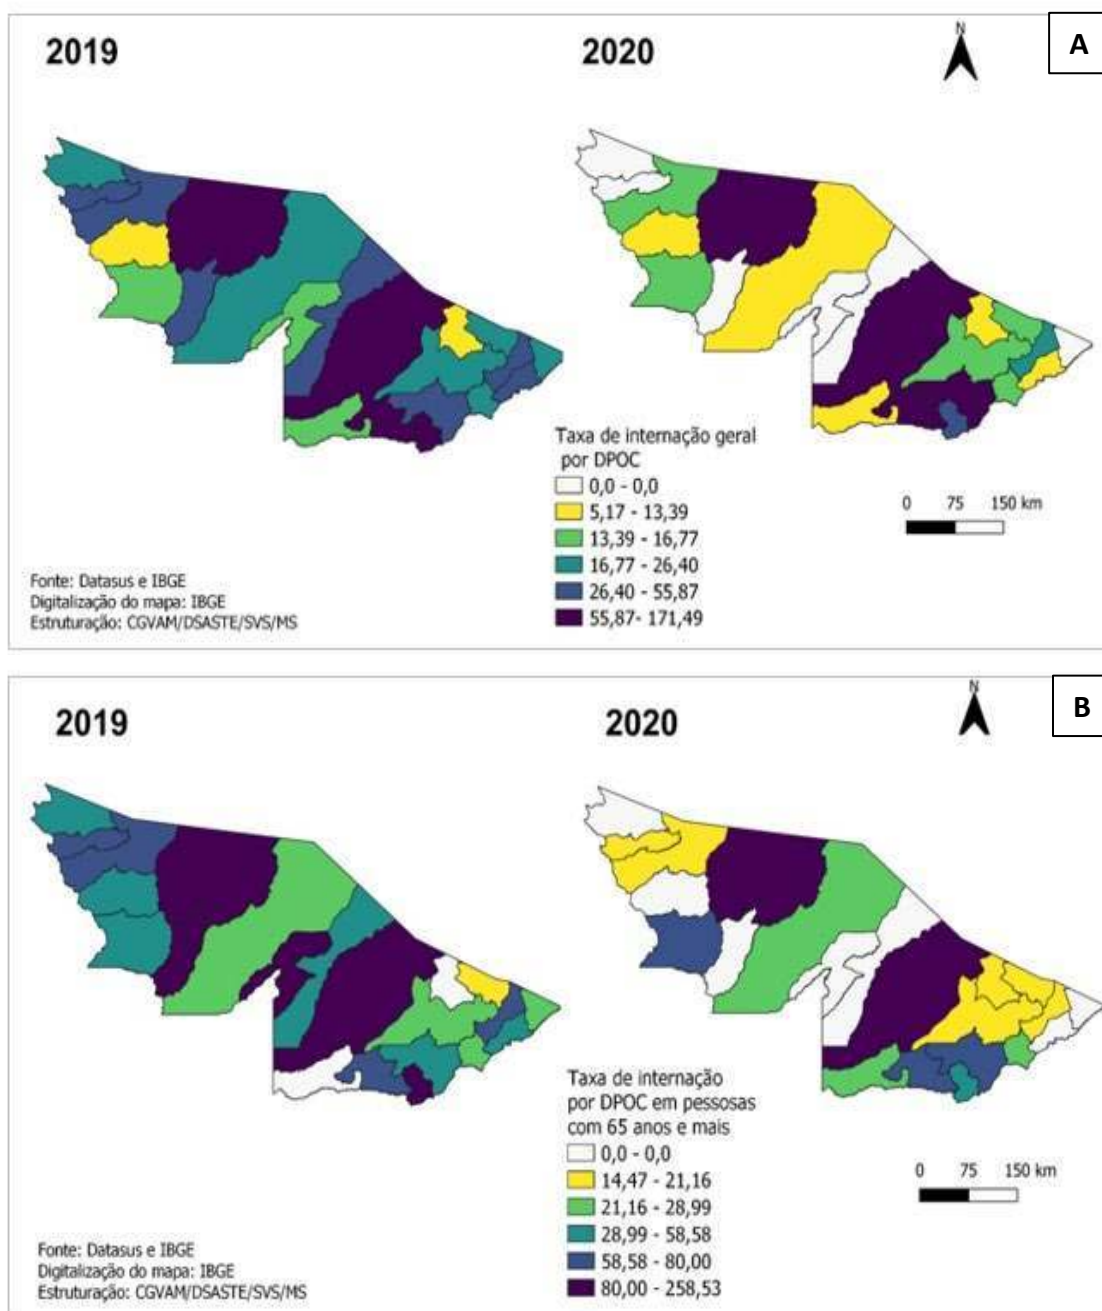 2019
2020
N
A
Taxa de internação geral
por DPOC
0,0 - 0,0
5,17 - 13,39
13,39 - 16,77
16,77 - 26,40
26,40 - 55,87
55,87- 171,49
0 75 150 km
Fonte: Datasus e IBGE
Digitalização do mapa: IBGE
Estruturação: CGVAM/DSASTE/SVS/MS
2019
2020
N
B
Taxa de internação
por DPOC em pessosas
com 65 anos e mais
0,0 - 0,0
14,47 - 21,16
21,16 - 28,99
28,99 - 58,58
58,58 - 80,00
80,00 - 258,53
0 75 150 km
Fonte: Datasus e IBGE
Digitalização do mapa: IBGE
Estruturação: CGVAM/DSASTE/SVS/MS